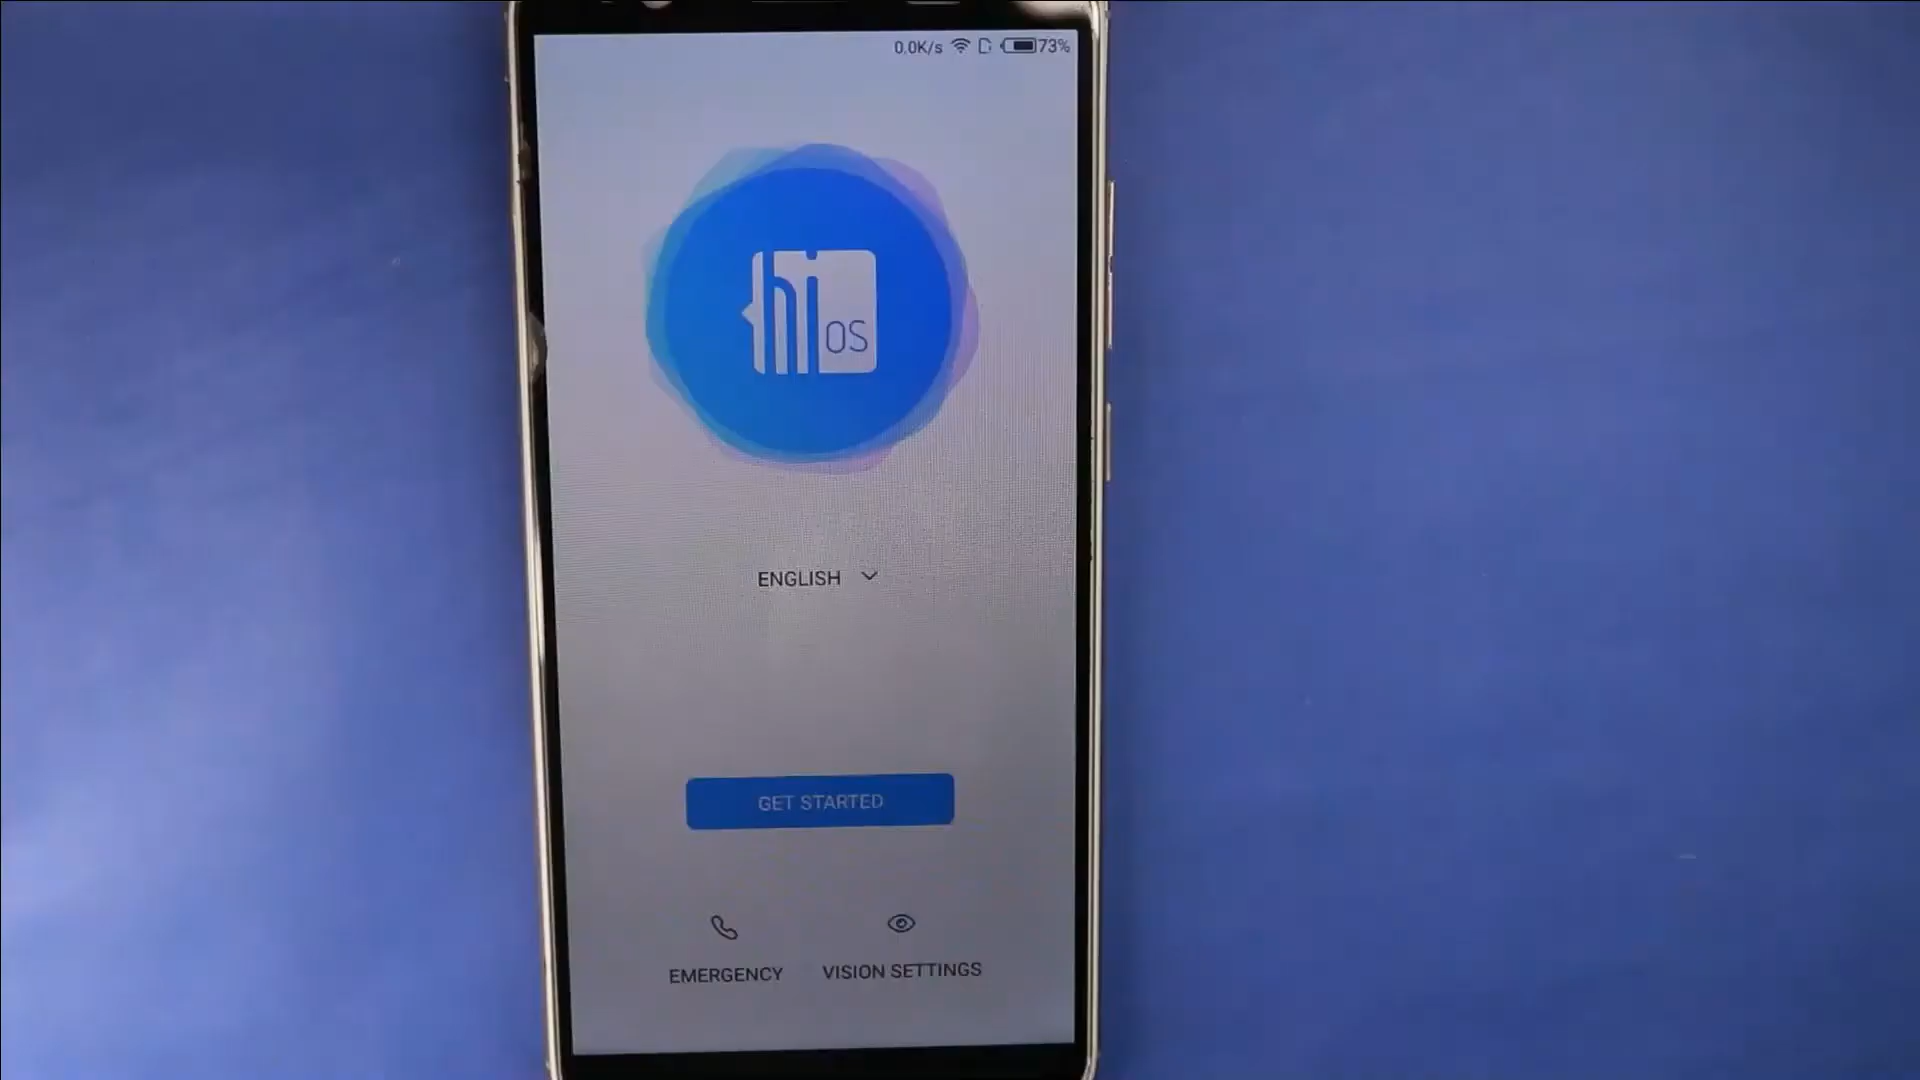 0.0K/s 73%
hi
OS
ENGLISH
GET STARTED
EMERGENCY VISION SETTINGS